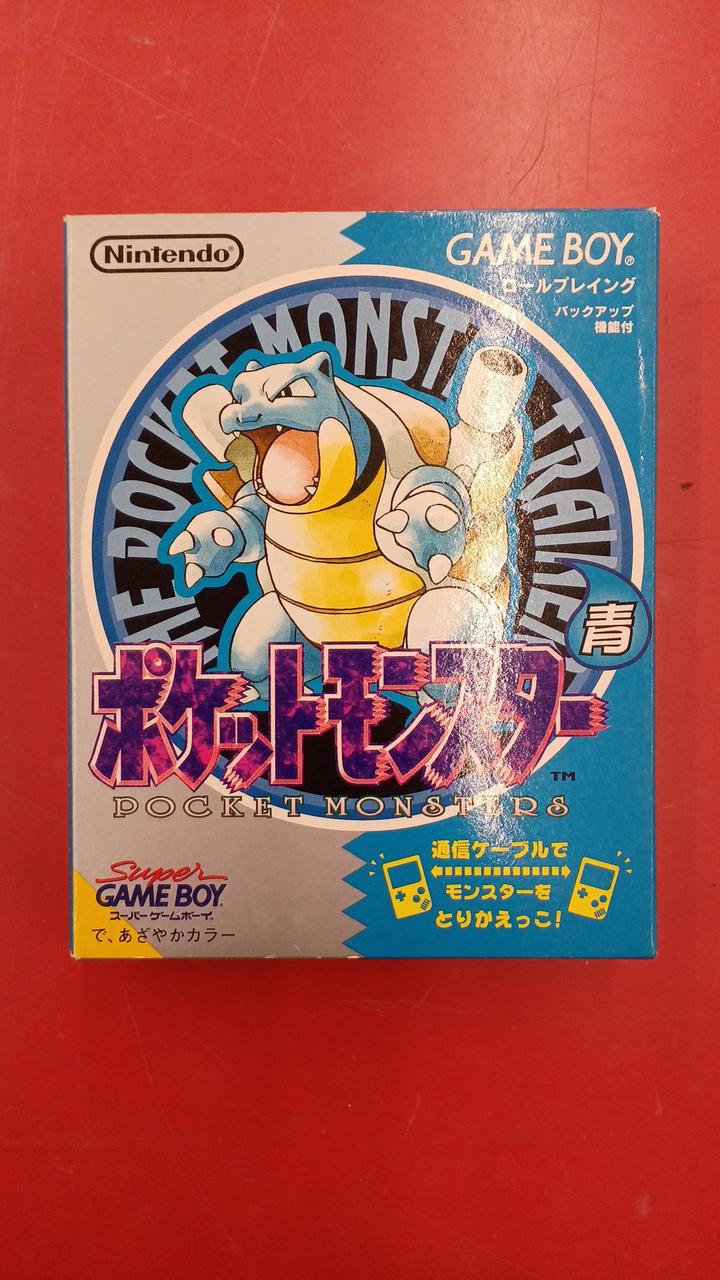 Nintendo®
GAME BOY®
ロールプレイング
バックアップ
機能付
POCKET MONST
青
ポケットモンスター
TM
POCKET MONSTERS
通信ケーブルで
モンスターを
とりかえっこ!
Super
GAME BOY
スーパーゲームボーイ
で、あざやかカラー